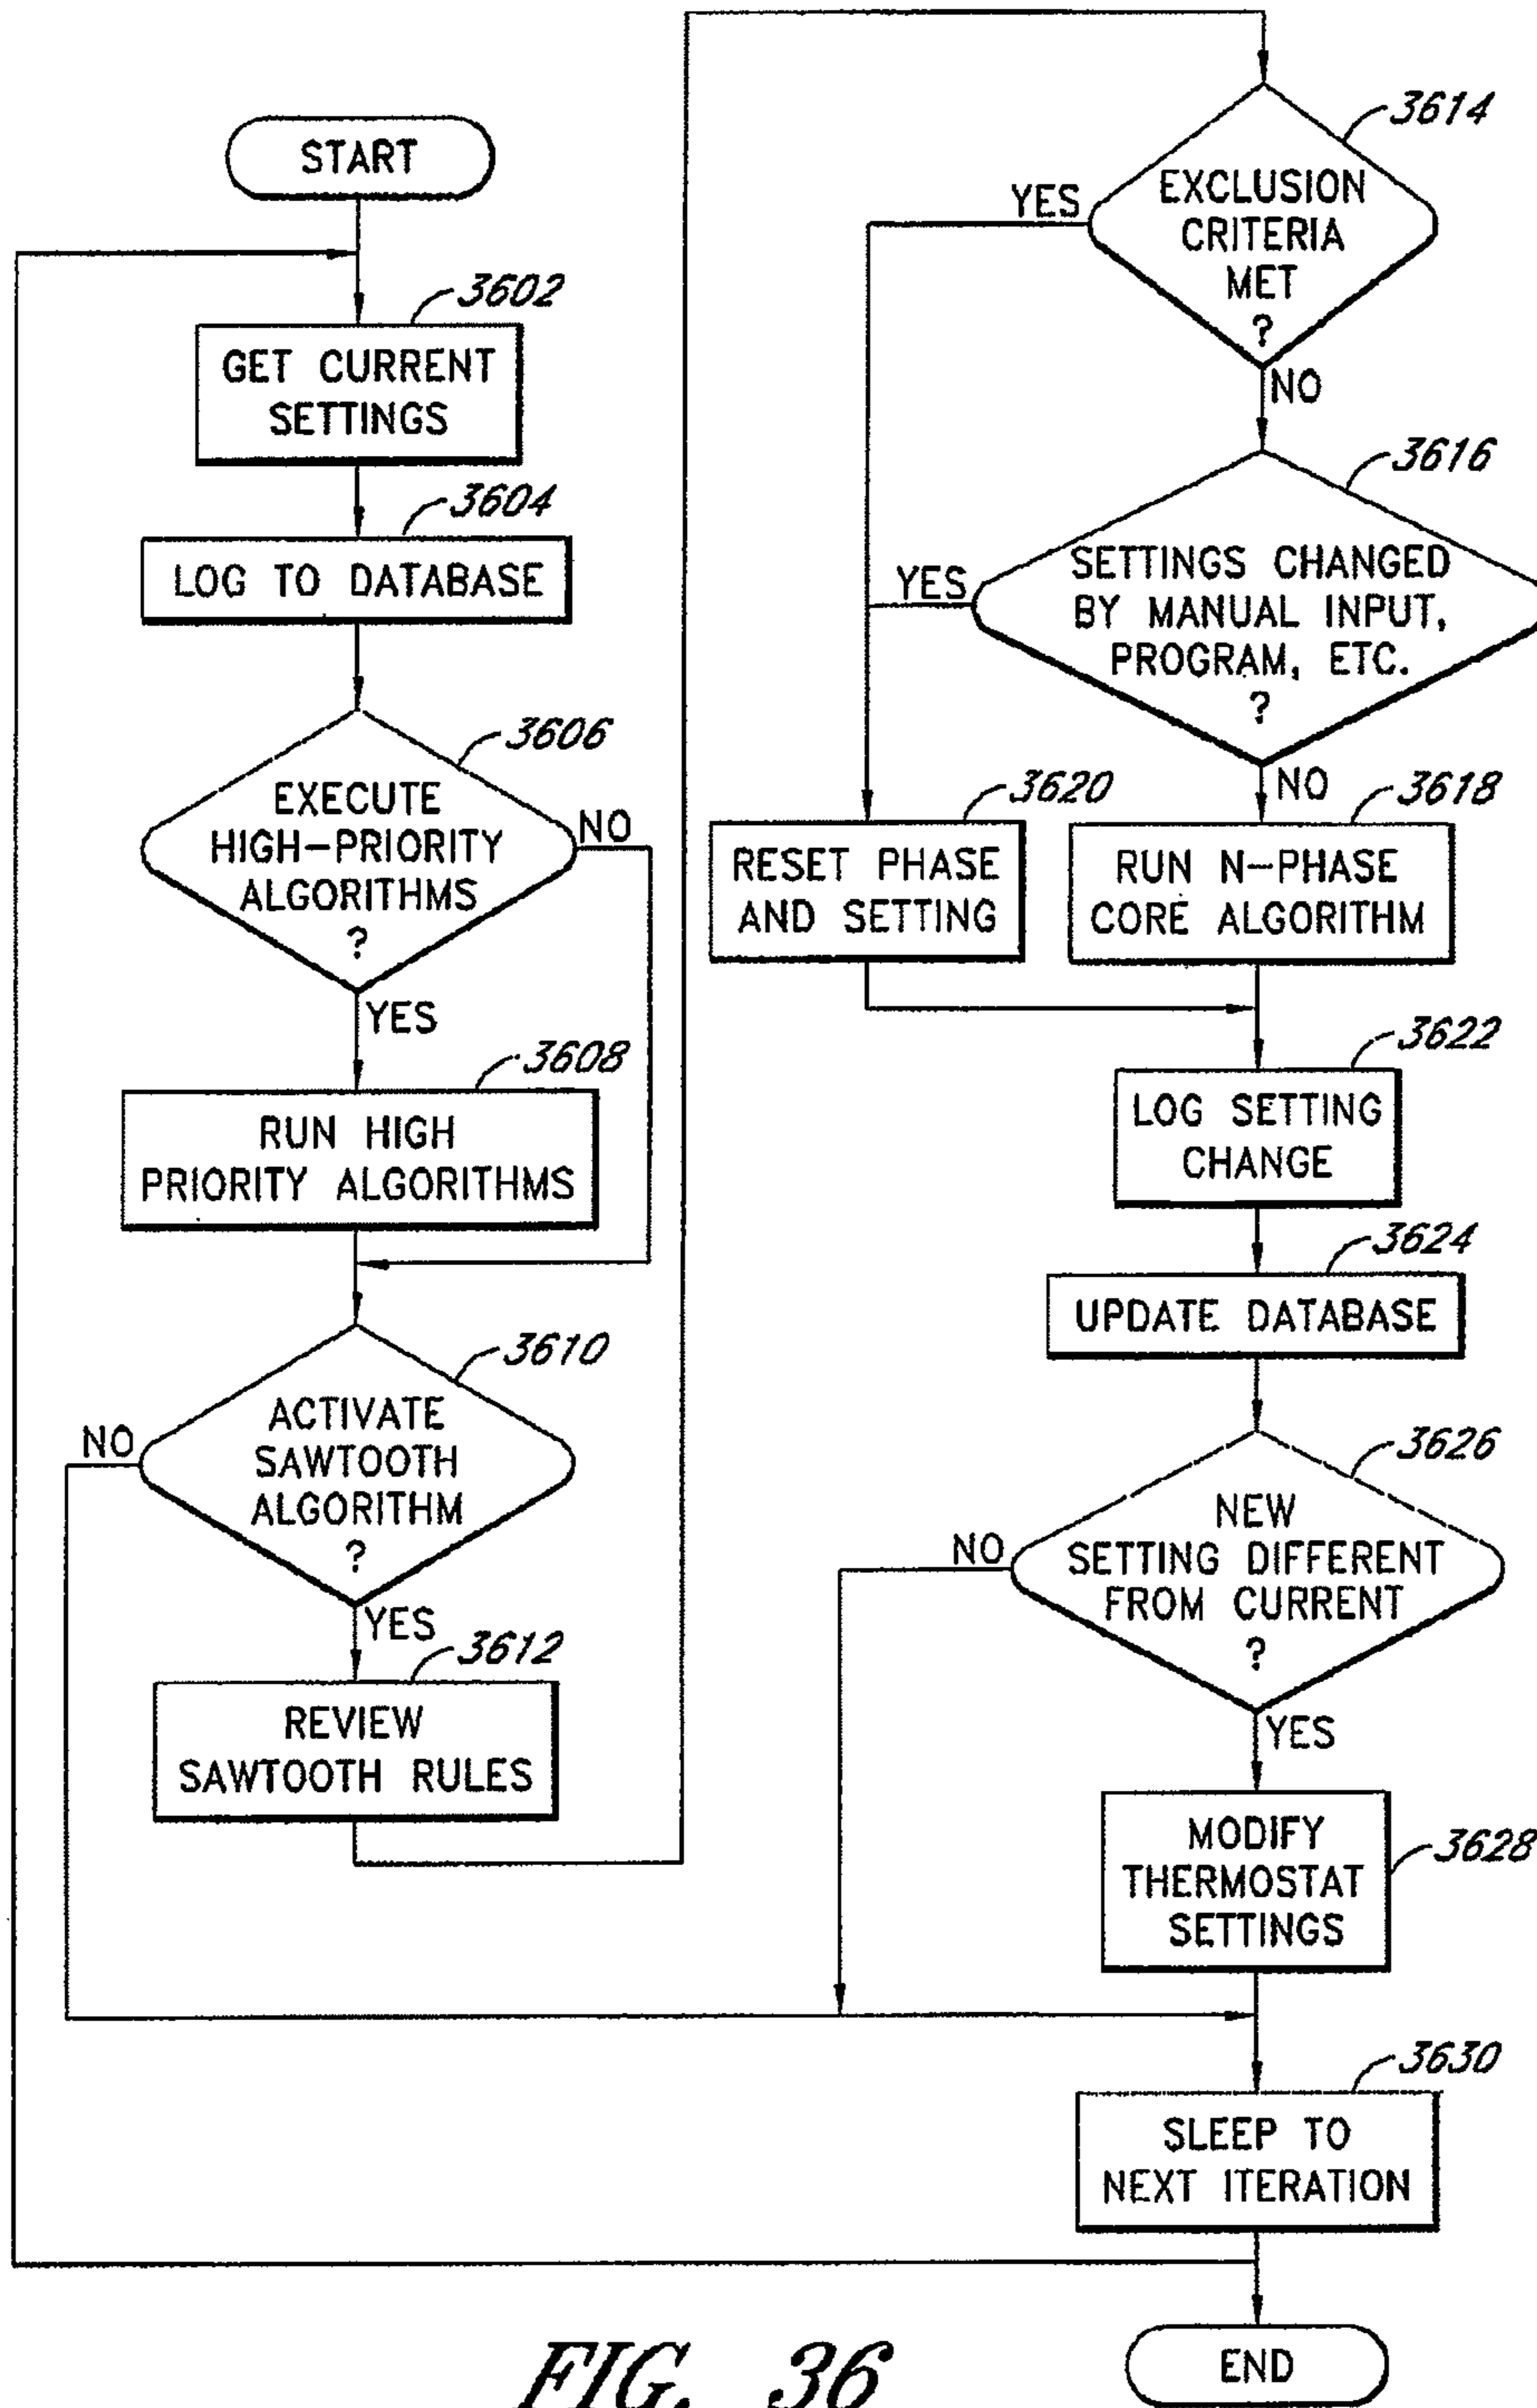 START
3602
GET CURRENT
SETTINGS
3604
LOG TO DATABASE
3606
EXECUTE
HIGH-PRIORITY
ALGORITHMS
?
NO
YES
3608
RUN HIGH
PRIORITY ALGORITHMS
3610
ACTIVATE
SAWTOOTH
ALGORITHM
?
NO
YES
3612
REVIEW
SAWTOOTH RULES
3614
EXCLUSION
CRITERIA
MET
?
YES
NO
3616
SETTINGS CHANGED
BY MANUAL INPUT,
PROGRAM, ETC.
?
YES
NO
3620
RESET PHASE
AND SETTING
3618
RUN N-PHASE
CORE ALGORITHM
3622
LOG SETTING
CHANGE
3624
UPDATE DATABASE
3626
NEW
SETTING DIFFERENT
FROM CURRENT
?
NO
YES
3628
MODIFY
THERMOSTAT
SETTINGS
3630
SLEEP TO
NEXT ITERATION
END
FIG. 36